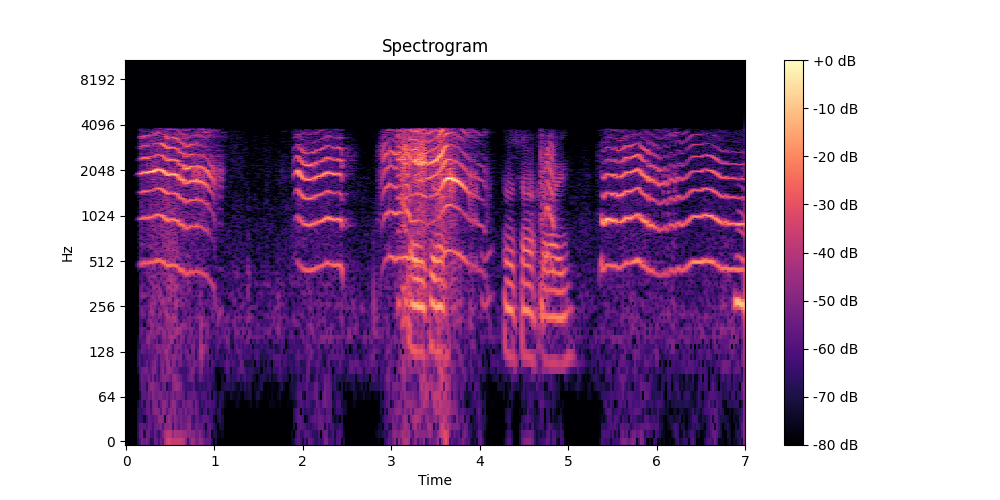 Spectrogram
8192
4096
2048
1024
512
256
128
64
0
Hz
0 1 2 3 4 5 6 7
Time
+0 dB
-10 dB
-20 dB
-30 dB
-40 dB
-50 dB
-60 dB
-70 dB
-80 dB